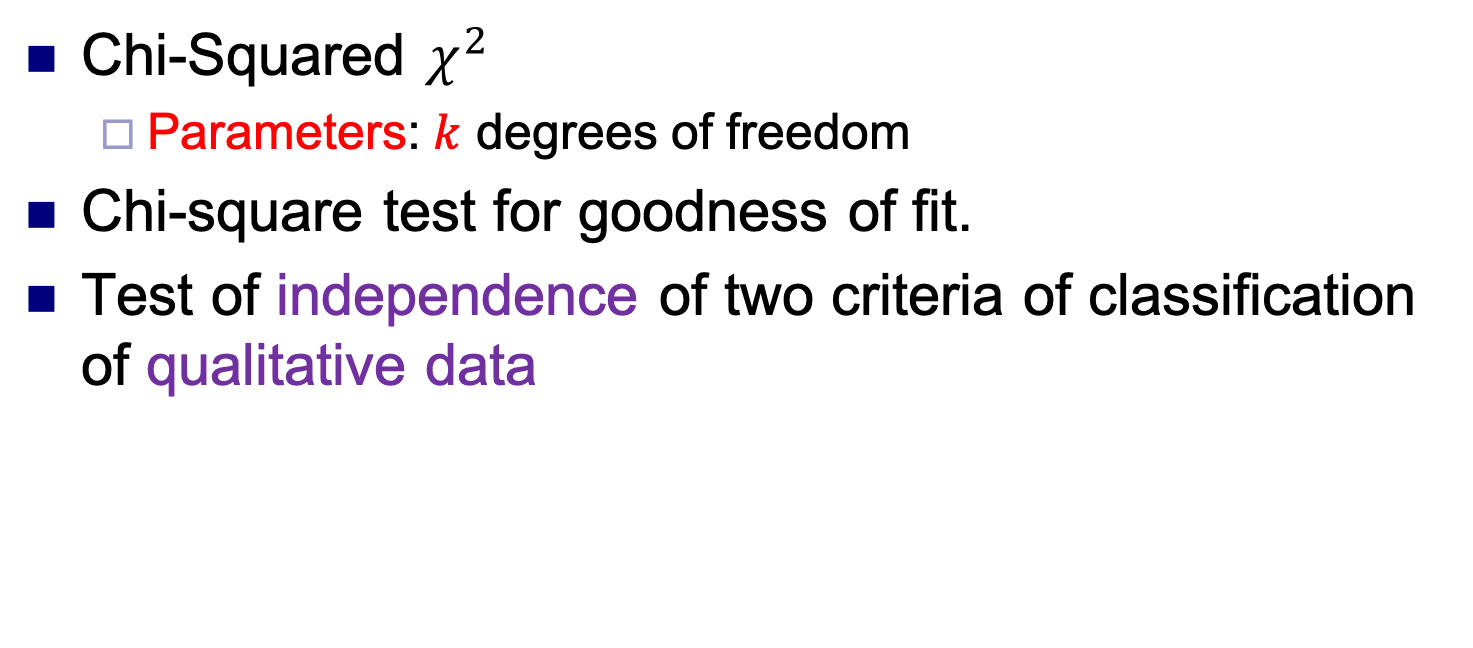 Chi-Squared χ²
Parameters: k degrees of freedom
Chi-square test for goodness of fit.
Test of independence of two criteria of classification
of qualitative data